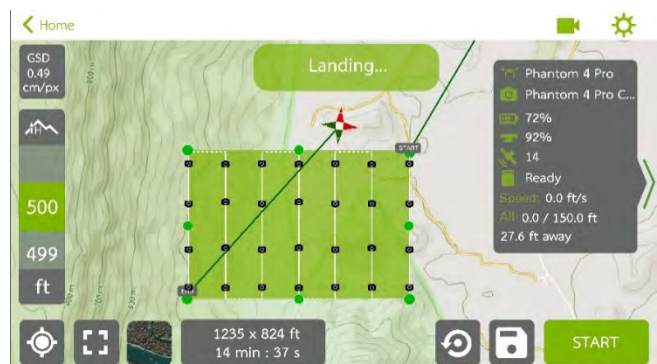 Home
GSD
0.49
cm/px
Landing...
Phantom 4 Pro
Phantom 4 Pro C...
72%
92%
14
Ready
Speed: 0.0 ft/s
Alt: 0.0 / 150.0 ft
27.6 ft away
START
500
499
ft
1235 x 824 ft
14 min : 37 s
START